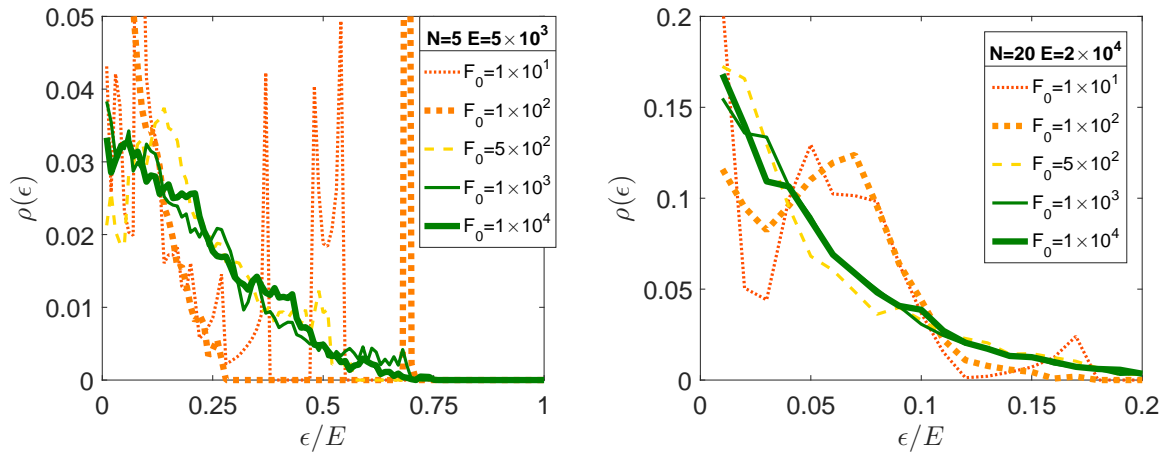 0.05
0.04
0.03
0.02
0.01
0
ρ(ϵ)
0
0.25
0.5
0.75
1
ϵ/E
N=5 E=5×10³
F₀=1×10¹
F₀=1×10²
F₀=5×10²
F₀=1×10³
F₀=1×10⁴
0.2
0.15
0.1
0.05
0
ρ(ϵ)
0
0.05
0.1
0.15
0.2
ϵ/E
N=20 E=2×10⁴
F₀=1×10¹
F₀=1×10²
F₀=5×10²
F₀=1×10³
F₀=1×10⁴